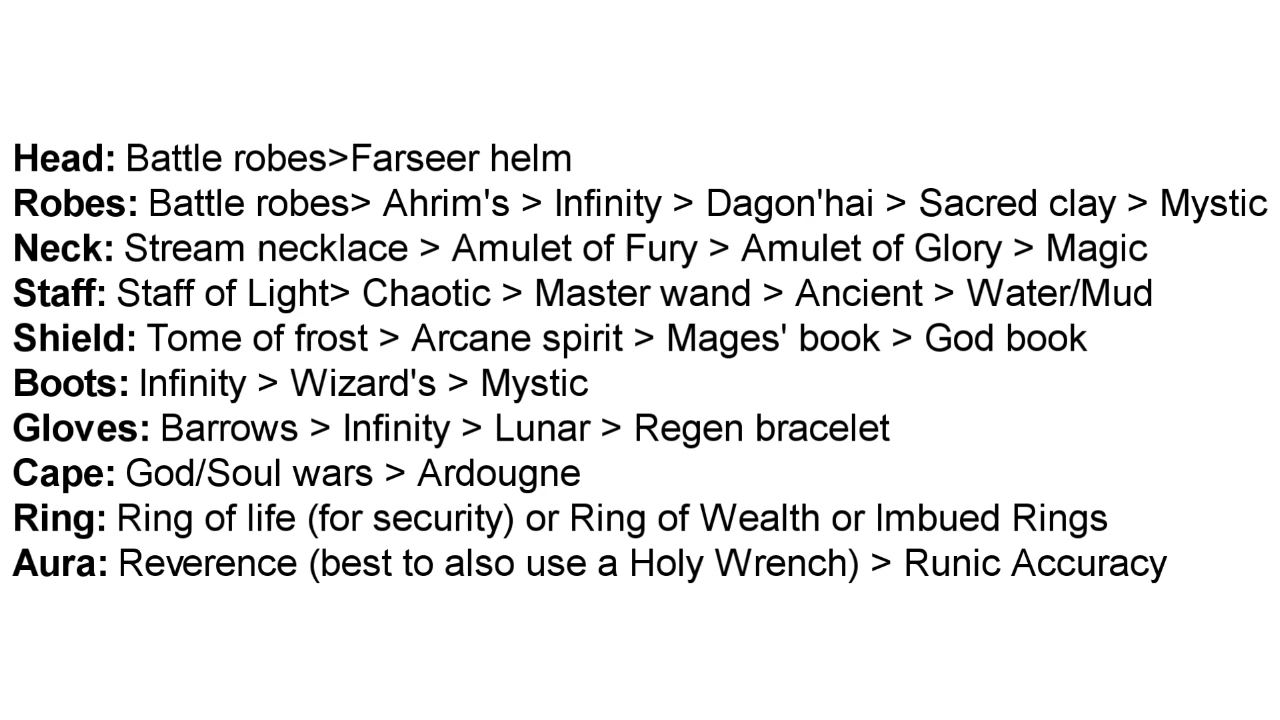 Head: Battle robes>Farseer helm
Robes: Battle robes> Ahrim's > Infinity > Dagon'hai > Sacred clay > Mystic
Neck: Stream necklace > Amulet of Fury > Amulet of Glory > Magic
Staff: Staff of Light> Chaotic > Master wand > Ancient > Water/Mud
Shield: Tome of frost > Arcane spirit > Mages' book > God book
Boots: Infinity > Wizard's > Mystic
Gloves: Barrows > Infinity > Lunar > Regen bracelet
Cape: God/Soul wars > Ardougne
Ring: Ring of life (for security) or Ring of Wealth or Imbued Rings
Aura: Reverence (best to also use a Holy Wrench) > Runic Accuracy